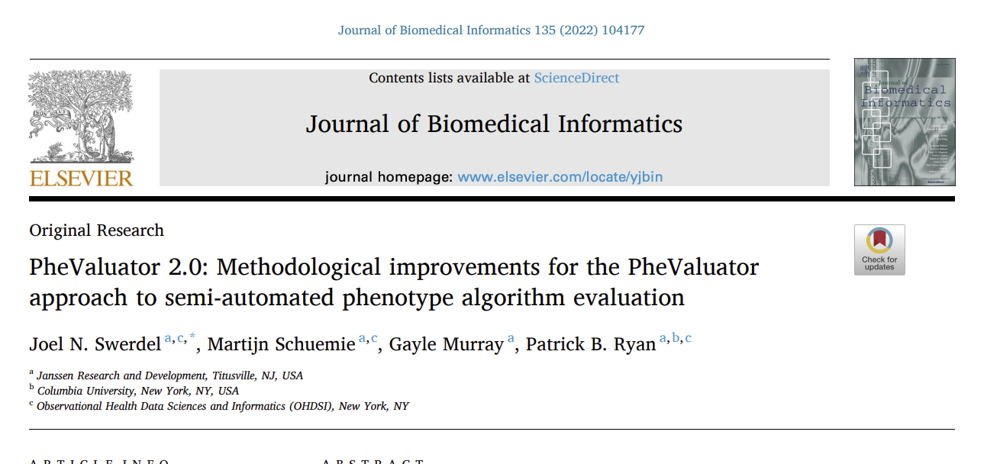 Journal of Biomedical Informatics 135 (2022) 104177
Contents lists available at ScienceDirect
Journal of Biomedical Informatics
journal homepage: www.elsevier.com/locate/yjbin
NON SOLUS
ELSEVIER
Journal of
Biomedical
Informatics
Original Research
Check for
updates
PheValuator 2.0: Methodological improvements for the PheValuator
approach to semi-automated phenotype algorithm evaluation
Joel N. Swerdel a,c,*, Martijn Schuemie a,c, Gayle Murray a, Patrick B. Ryan a,b,c
a Janssen Research and Development, Titusville, NJ, USA
b Columbia University, New York, NY, USA
c Observational Health Data Sciences and Informatics (OHDSI), New York, NY
A R T I C L E I N F O
A B S T R A C T